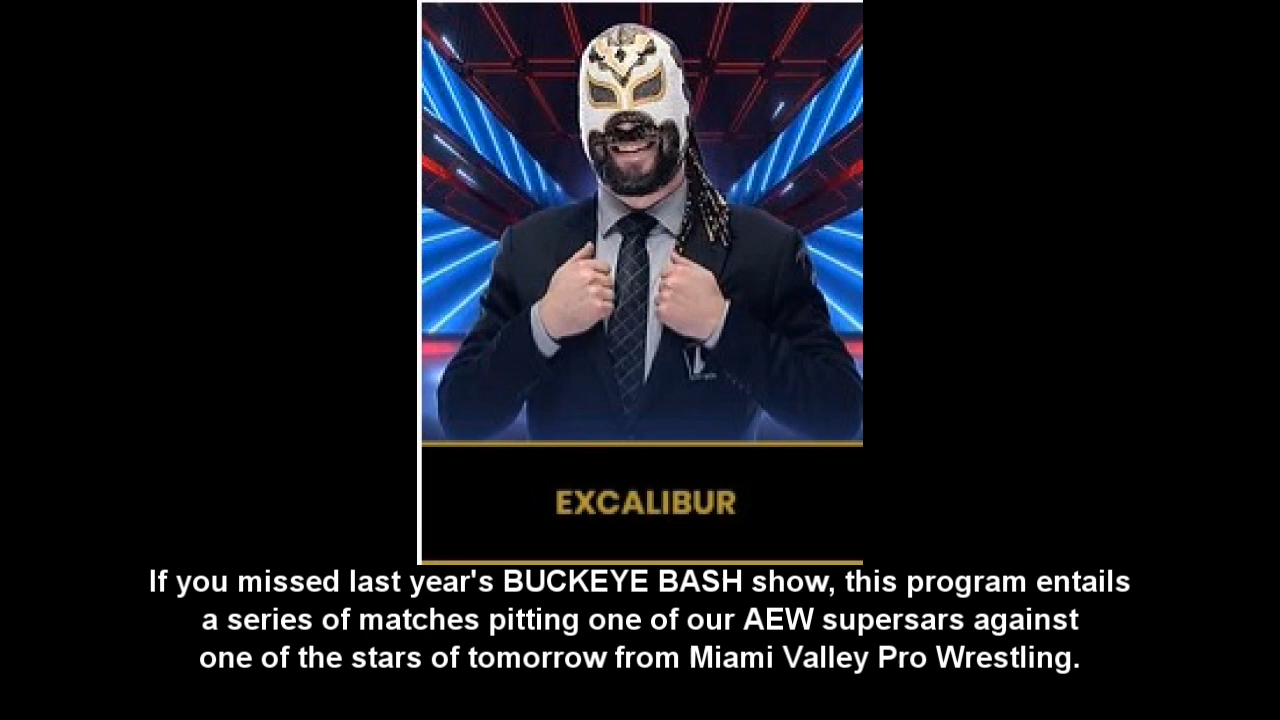 EXCALIBUR
If you missed last year's BUCKEYE BASH show, this program entails
a series of matches pitting one of our AEW supersars against
one of the stars of tomorrow from Miami Valley Pro Wrestling.